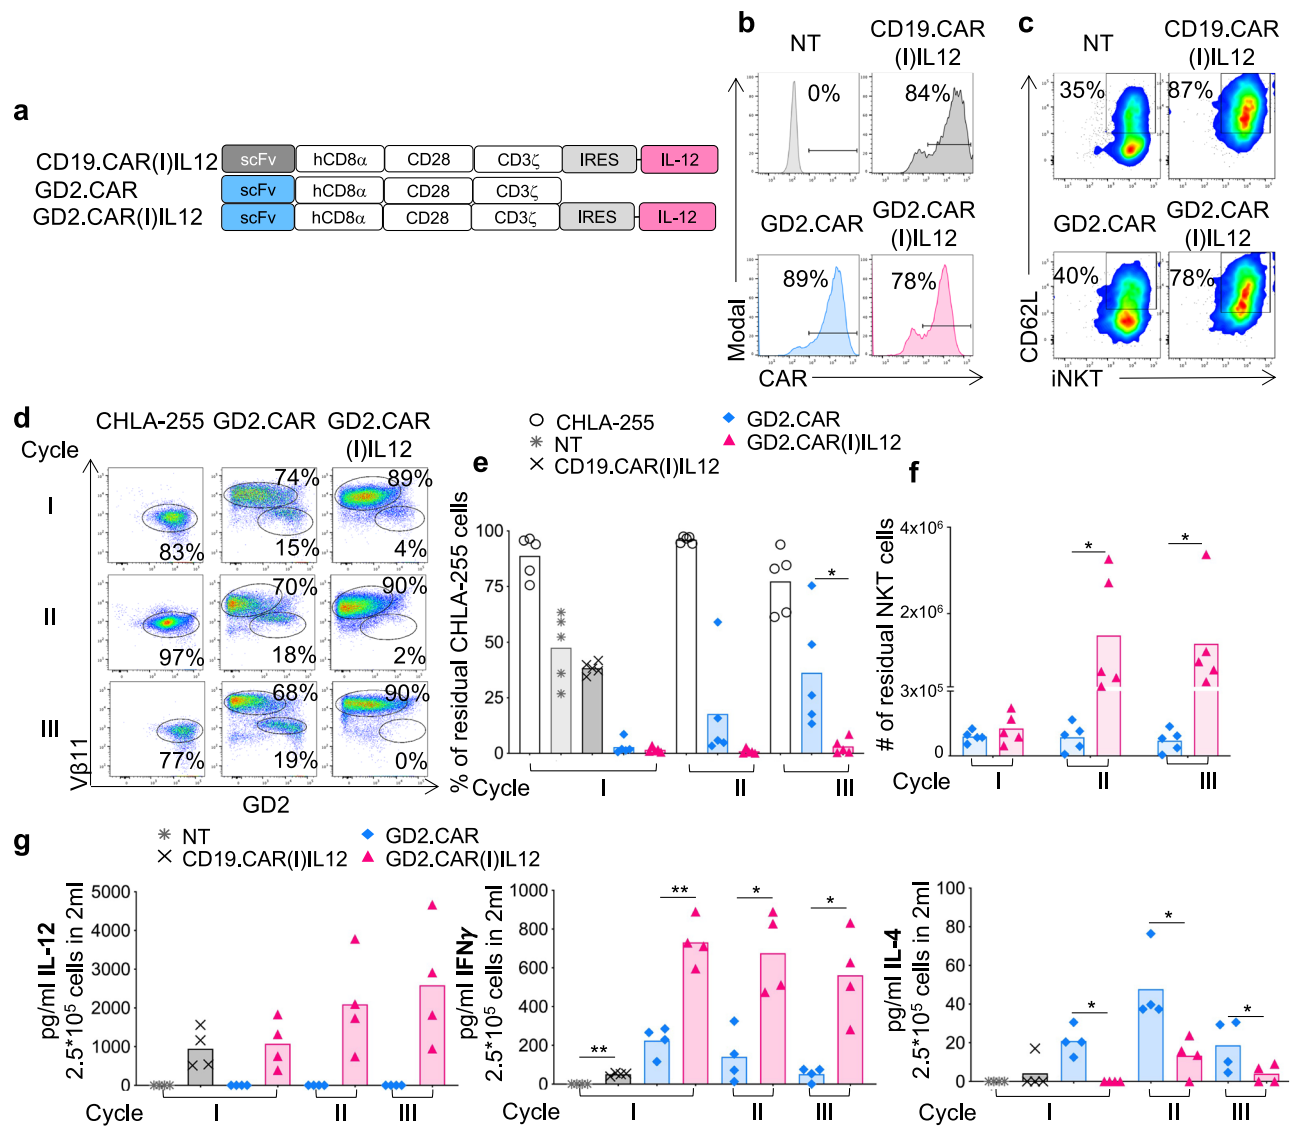 a
CD19.CAR(I)IL12 scFv hCD8α CD28 CD3ζ IRES IL-12
GD2.CAR scFv hCD8α CD28 CD3ζ
GD2.CAR(I)IL12 scFv hCD8α CD28 CD3ζ IRES IL-12
b
NT CD19.CAR
(I)IL12
0% 84%
GD2.CAR GD2.CAR
(I)IL12
89% 78%
Modal
CAR
c
NT CD19.CAR
(I)IL12
35% 87%
GD2.CAR GD2.CAR
(I)IL12
40% 78%
CD62L
iNKT
d
CHLA-255 GD2.CAR GD2.CAR
(I)IL12
Cycle
I
74% 89%
83% 15% 4%
II
70% 90%
97% 18% 2%
III
68% 90%
77% 19% 0%
Vβ11
GD2
e
CHLA-255
NT
CD19.CAR(I)IL12
GD2.CAR
GD2.CAR(I)IL12
% of residual CHLA-255 cells
100
75
50
25
0
*
Cycle I II III
f
# of residual NKT cells
4x10⁶
2x10⁶
3x10⁵
0
* *
Cycle I II III
g
NT
CD19.CAR(I)IL12
GD2.CAR
GD2.CAR(I)IL12
pg/ml IL-12
2.5*10⁵ cells in 2ml
5000
4000
3000
2000
1000
0
Cycle I II III
pg/ml IFNγ
2.5*10⁵ cells in 2ml
1000
800
600
400
200
0
** ** * *
Cycle I II III
pg/ml IL-4
2.5*10⁵ cells in 2ml
100
80
60
40
20
0
* * *
Cycle I II III